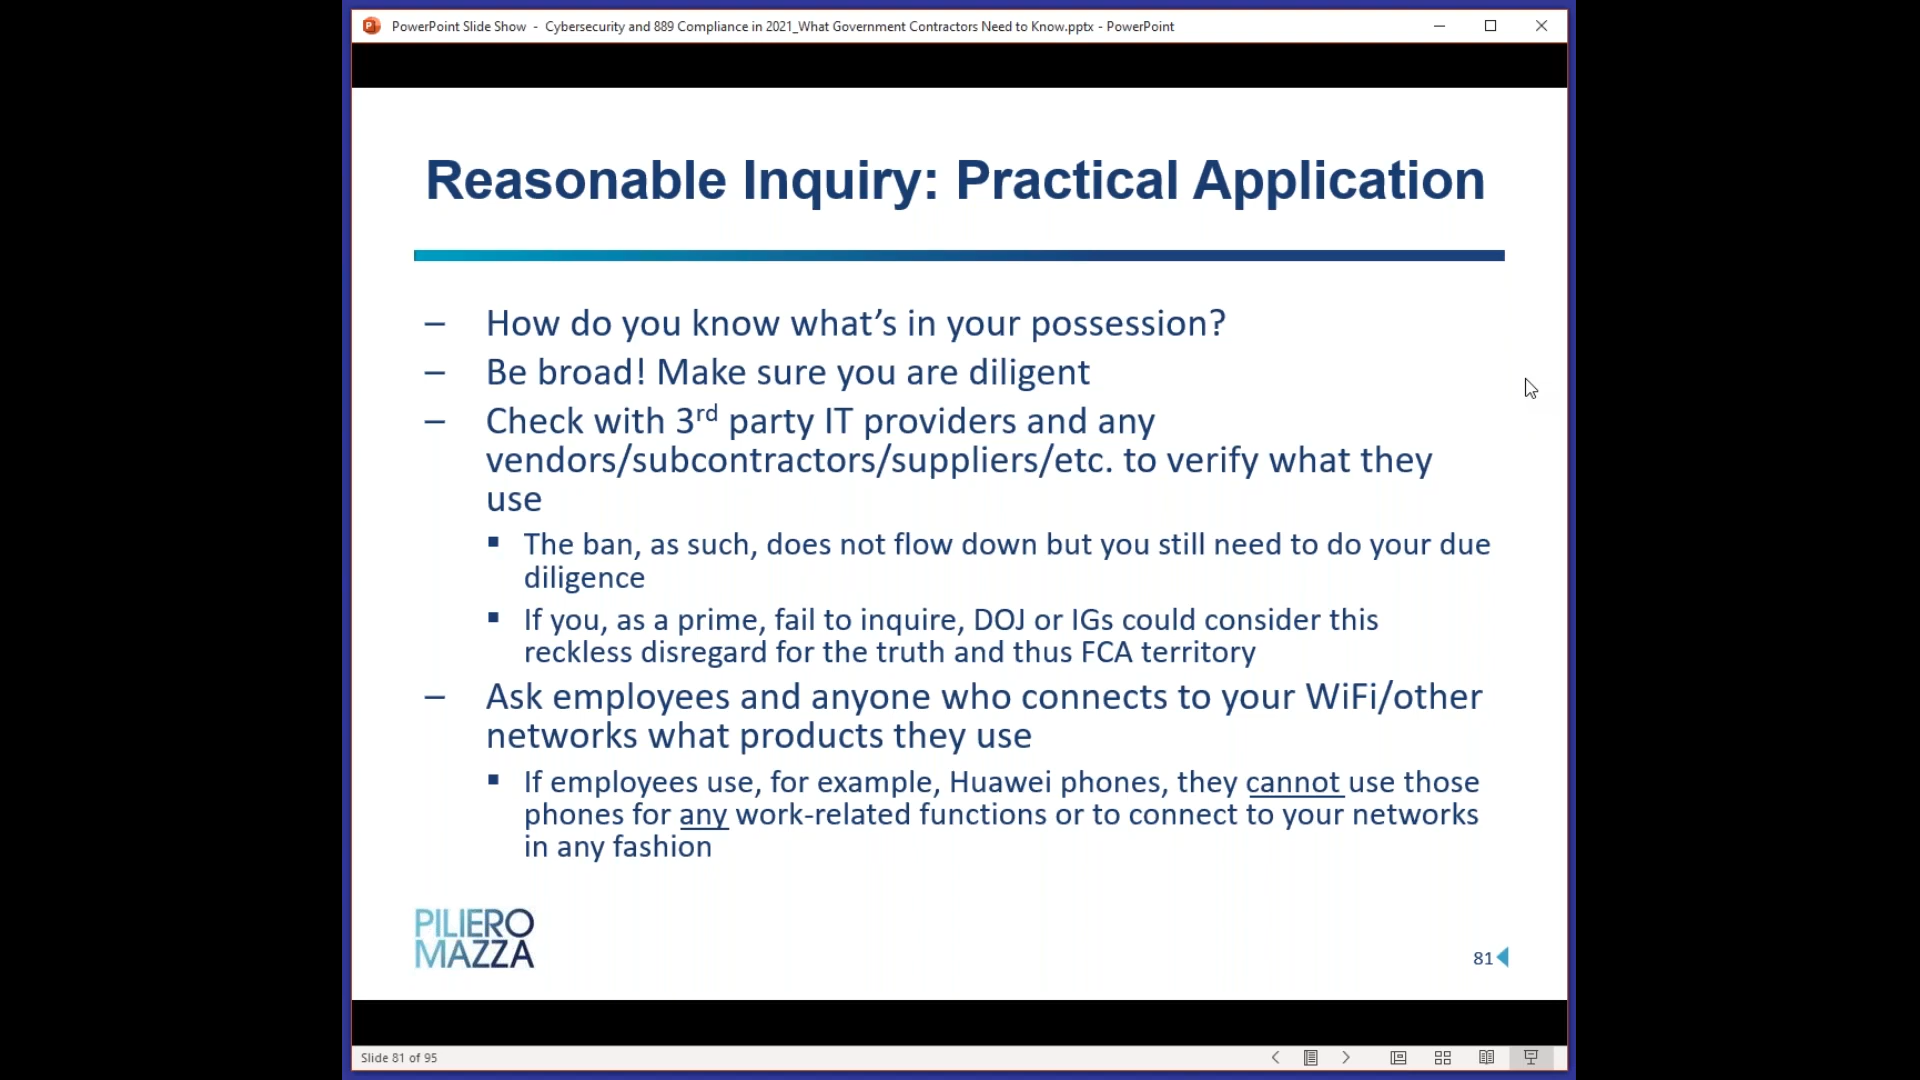 PowerPoint Slide Show - Cybersecurity and 889 Compliance in 2021_What Government Contractors Need to Know.pptx - PowerPoint
Reasonable Inquiry: Practical Application
– How do you know what’s in your possession?
– Be broad! Make sure you are diligent
– Check with 3rd party IT providers and any
vendors/subcontractors/suppliers/etc. to verify what they
use
▪ The ban, as such, does not flow down but you still need to do your due
diligence
▪ If you, as a prime, fail to inquire, DOJ or IGs could consider this
reckless disregard for the truth and thus FCA territory
– Ask employees and anyone who connects to your WiFi/other
networks what products they use
▪ If employees use, for example, Huawei phones, they cannot use those
phones for any work-related functions or to connect to your networks
in any fashion
PILIERO
MAZZA
81
Slide 81 of 95